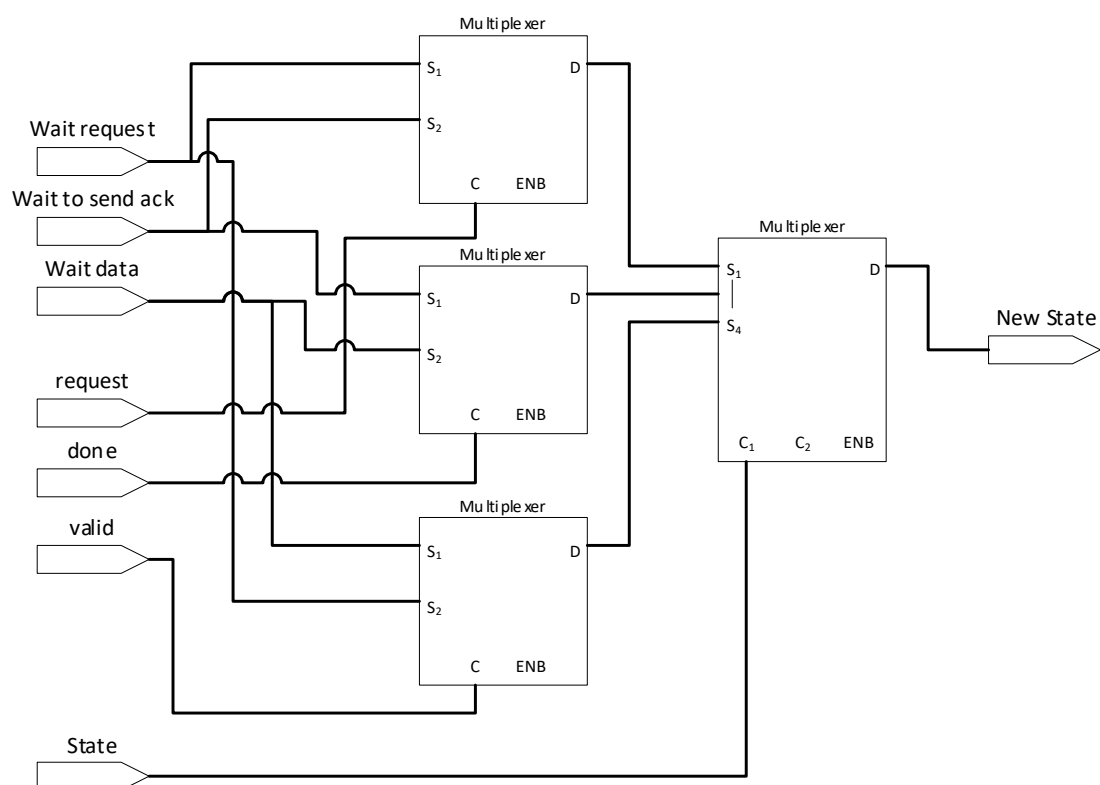 Multiplexer
S1
D
S2
C ENB
Wait request
Wait to send ack
Wait data
request
done
valid
State
Multiplexer
S1
D
S2
C ENB
Multiplexer
S1
D
S2
C ENB
Multiplexer
S1
D
S4
C1 C2 ENB
New State